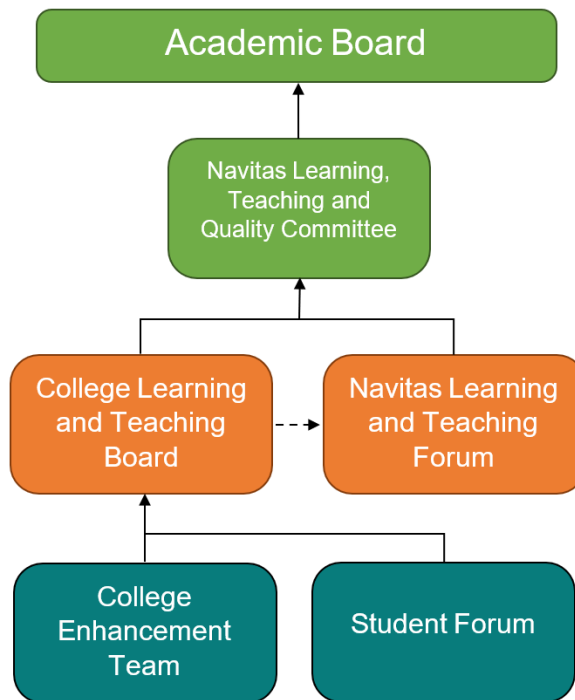 Academic Board
Navitas Learning,
Teaching and
Quality Committee
College Learning
and Teaching
Board
Navitas Learning
and Teaching
Forum
College
Enhancement
Team
Student Forum